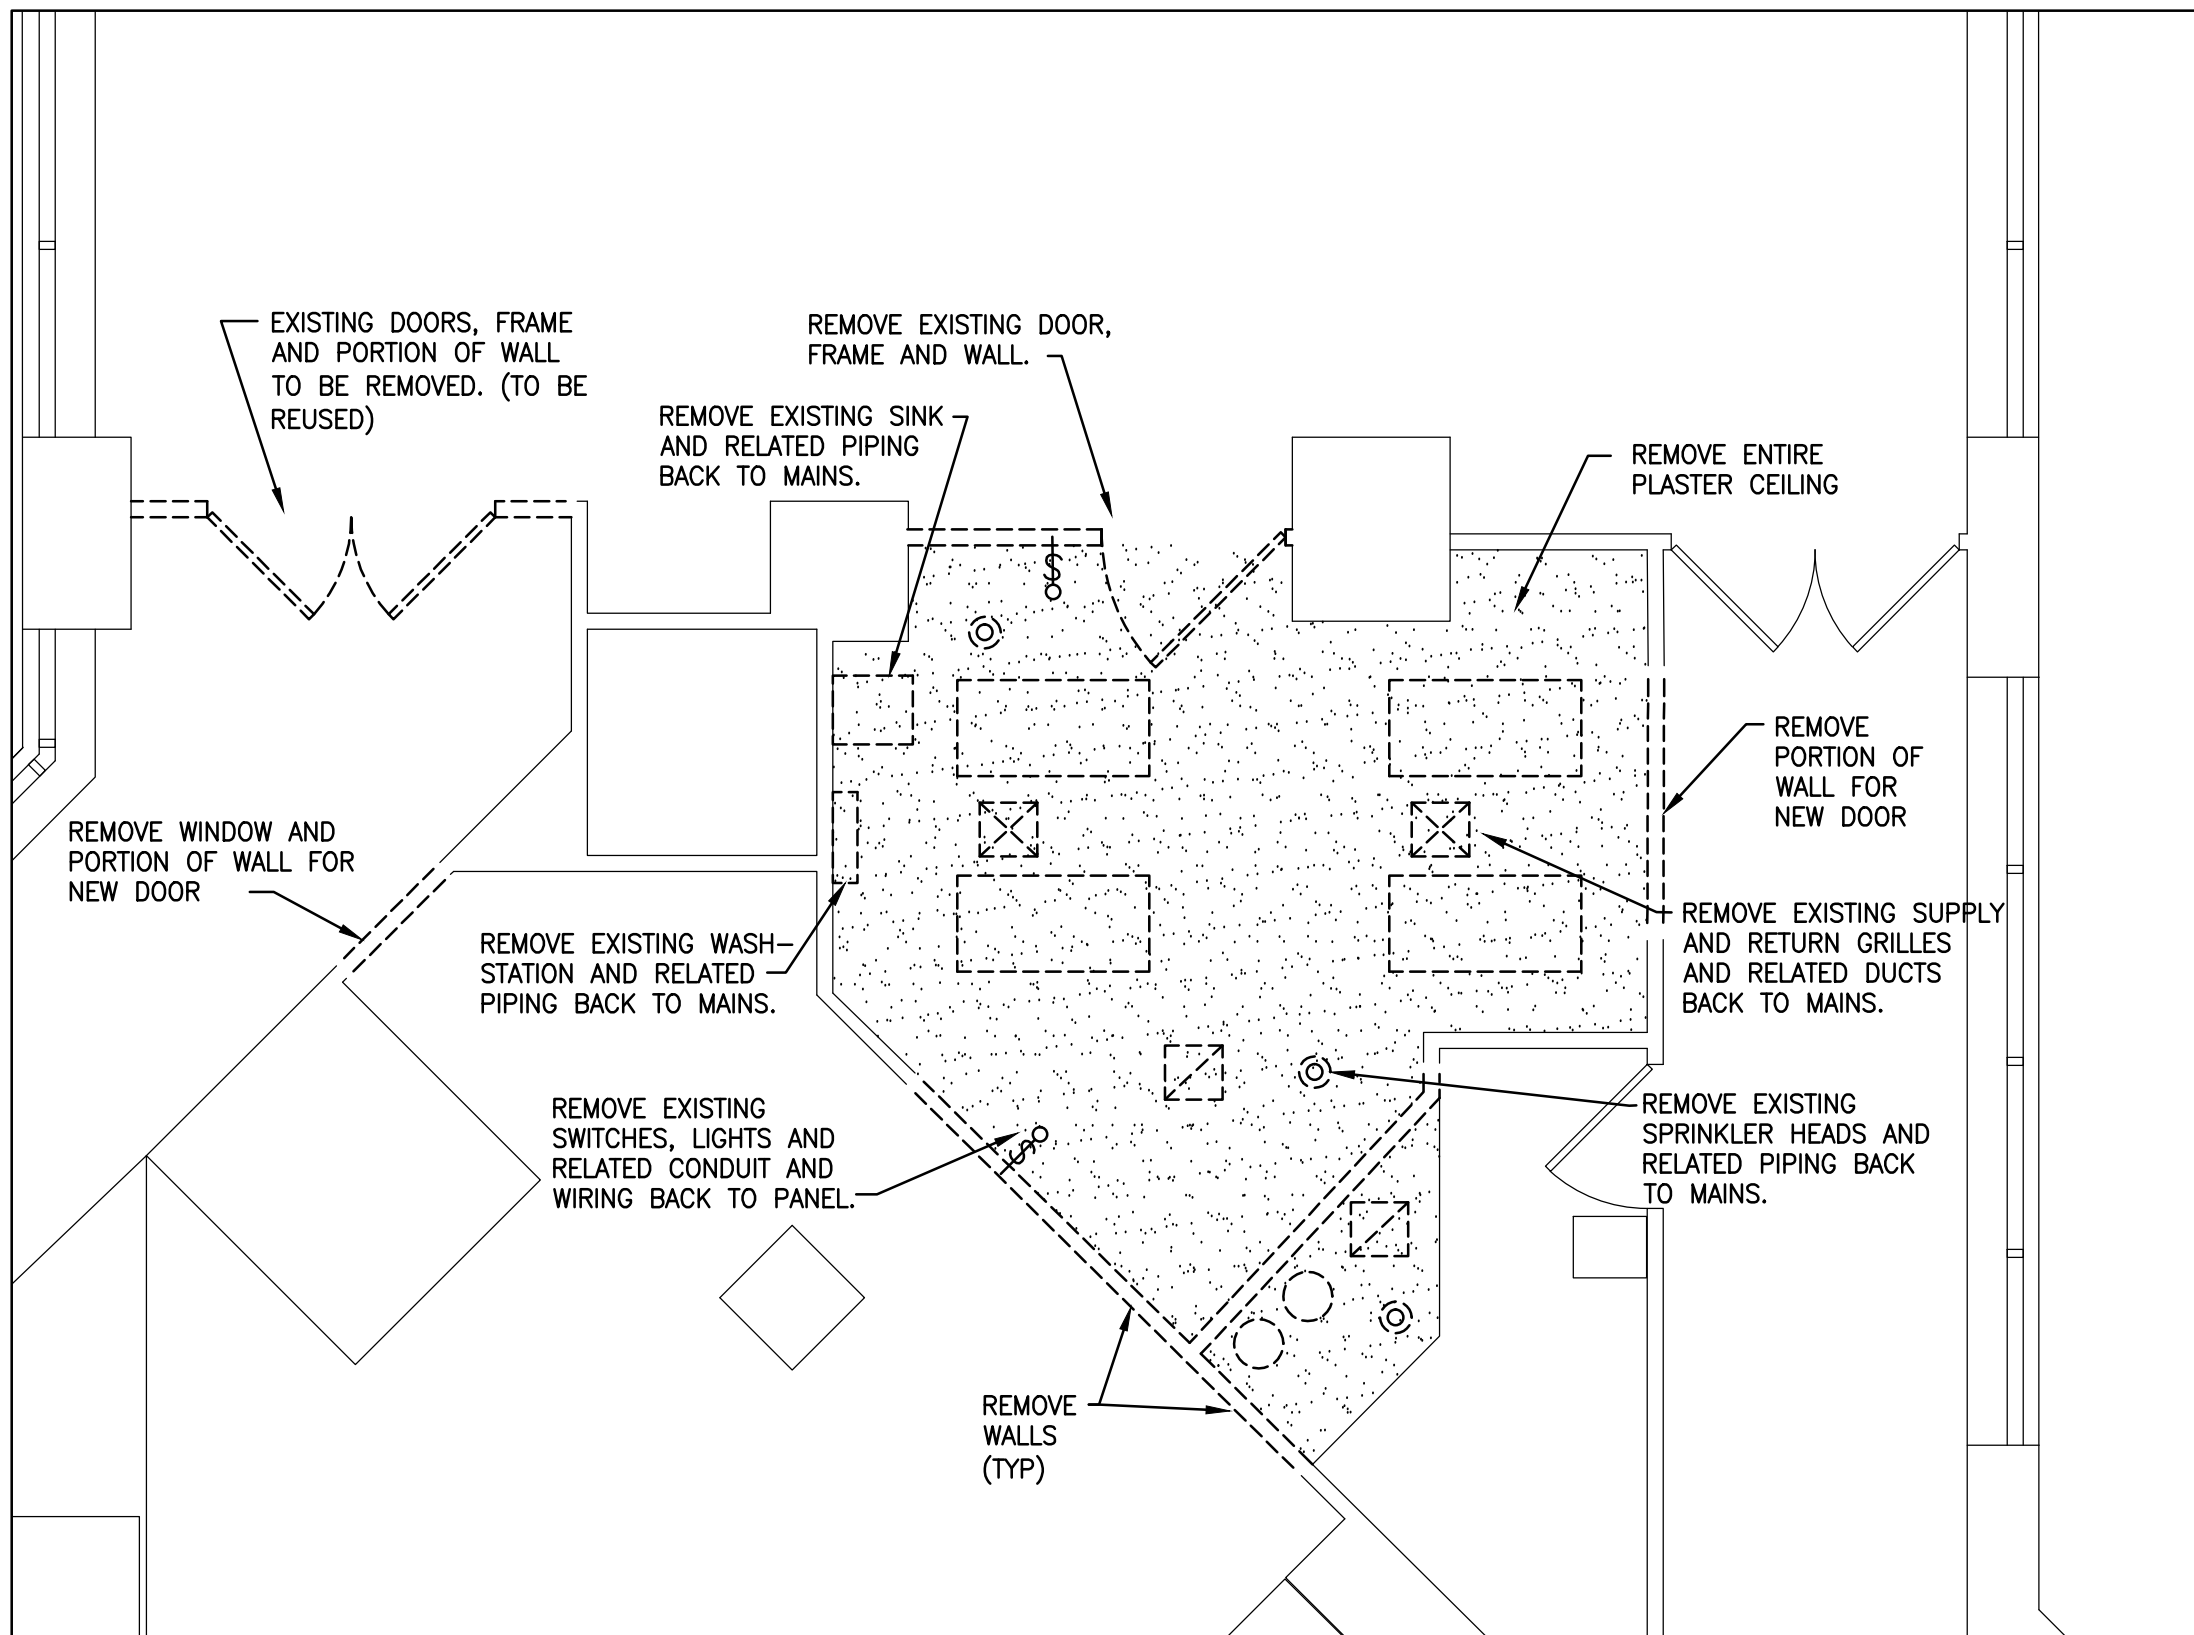 EXISTING DOORS, FRAME
AND PORTION OF WALL
TO BE REMOVED. (TO BE
REUSED)
REMOVE EXISTING DOOR,
FRAME AND WALL.
REMOVE EXISTING SINK
AND RELATED PIPING
BACK TO MAINS.
REMOVE ENTIRE
PLASTER CEILING
S
REMOVE
PORTION OF
WALL FOR
NEW DOOR
REMOVE WINDOW AND
PORTION OF WALL FOR
NEW DOOR
REMOVE EXISTING WASH-
STATION AND RELATED
PIPING BACK TO MAINS.
REMOVE EXISTING SUPPLY
AND RETURN GRILLES
AND RELATED DUCTS
BACK TO MAINS.
REMOVE EXISTING
SWITCHES, LIGHTS AND
RELATED CONDUIT AND
WIRING BACK TO PANEL.
S
REMOVE EXISTING
SPRINKLER HEADS AND
RELATED PIPING BACK
TO MAINS.
REMOVE
WALLS
(TYP)